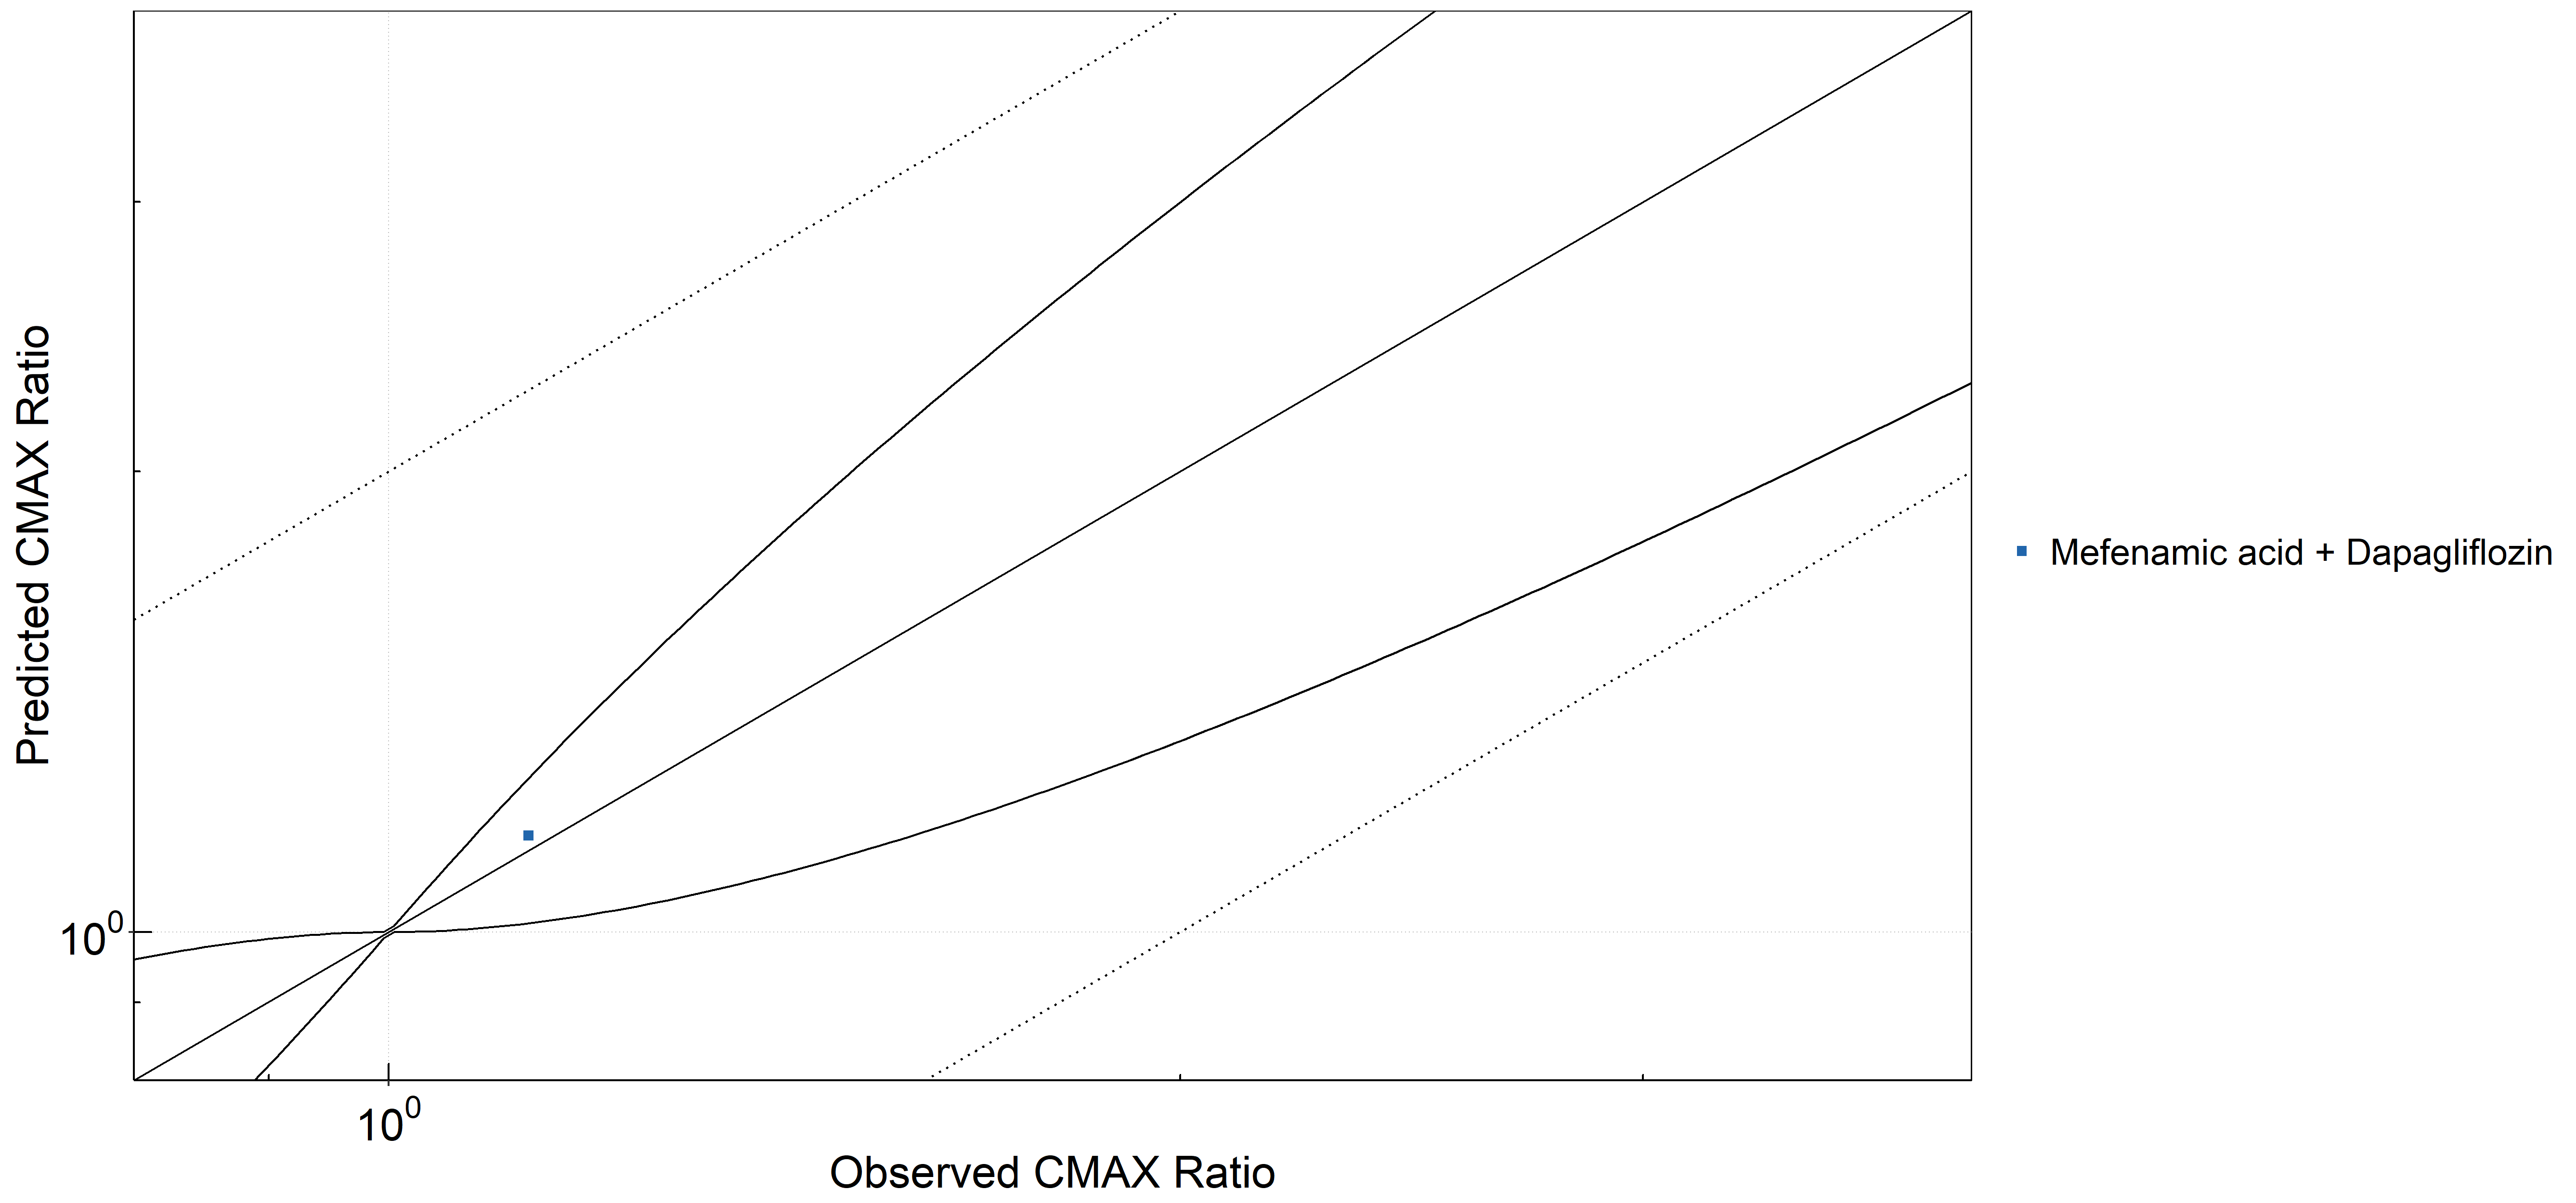 Predicted CMAX Ratio
10⁰
10⁰
Observed CMAX Ratio
Mefenamic acid + Dapagliflozin